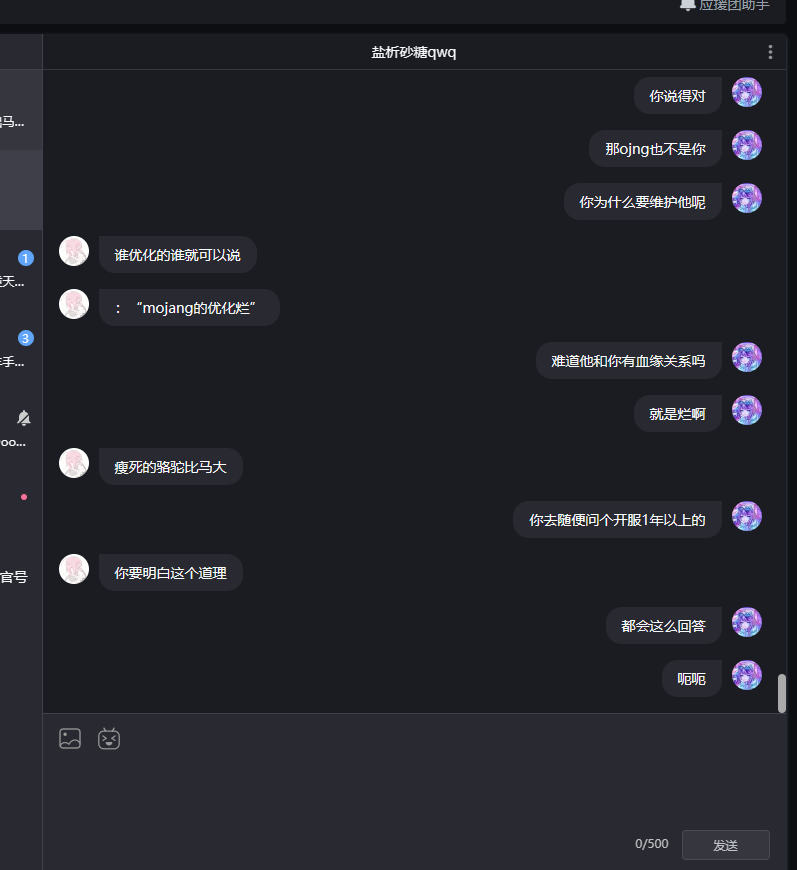 应援团助手
盐析砂糖qwq
你说得对
马...
那ojng也不是你
你为什么要维护他呢
谁优化的谁就可以说
1
天...
：“mojang的优化烂”
3
难道他和你有血缘关系吗
手...
就是烂啊
oo...
瘦死的骆驼比马大
你去随便问个开服1年以上的
你要明白这个道理
官号
都会这么回答
呃呃
0/500
发送